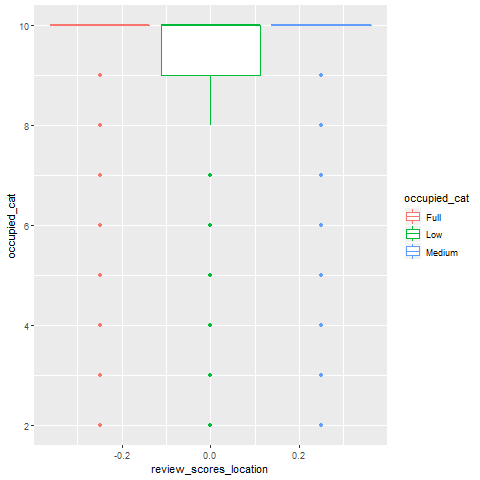 10
8
6
4
2
occupied_cat
-0.2
0.0
0.2
review_scores_location
occupied_cat
Full
Low
Medium